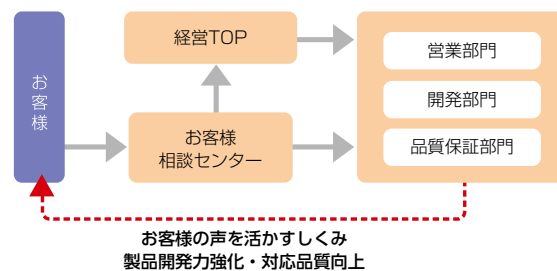 お客様
経営TOP
お客様
相談センター
営業部門
開発部門
品質保証部門
お客様の声を活かすしくみ
製品開発力強化・対応品質向上